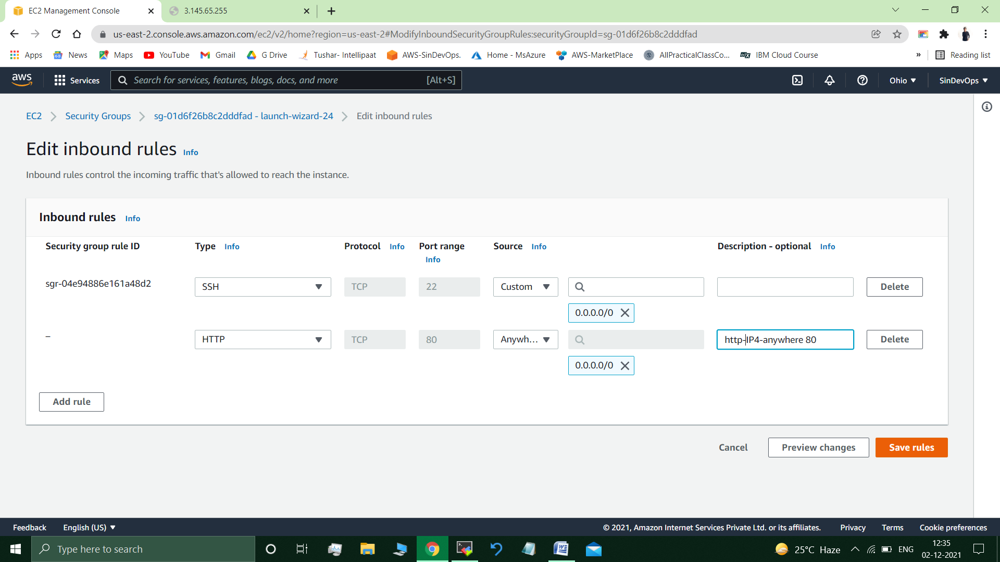 EC2 Management Console
3.145.65.255
us-east-2.console.aws.amazon.com/ec2/v2/home?region=us-east-2#ModifyInboundSecurityGroupRules:securityGroupId=sg-01d6f26b8c2dddfad
Apps News Maps YouTube Gmail G Drive Tushar- Intellipaat AWS-SinDevOps. Home - MsAzure AWS-MarketPlace AllPracticalClassCo... edX IBM Cloud Course » Reading list
aws Services Search for services, features, blogs, docs, and more [Alt+S] Ohio SinDevOps
EC2 Security Groups sg-01d6f26b8c2dddfad - launch-wizard-24 Edit inbound rules
Edit inbound rules Info
Inbound rules control the incoming traffic that's allowed to reach the instance.
Inbound rules Info
Security group rule ID Type Info Protocol Info Port range Info Source Info Description - optional Info
sgr-04e94886e161a48d2 SSH TCP 22 Custom Delete
0.0.0.0/0
– HTTP TCP 80 Anywh... http-IP4-anywhere 80 Delete
0.0.0.0/0
Add rule
Cancel Preview changes Save rules
Feedback English (US) © 2021, Amazon Internet Services Private Ltd. or its affiliates. Privacy Terms Cookie preferences
Type here to search 25°C Haze ENG 12:35
02-12-2021